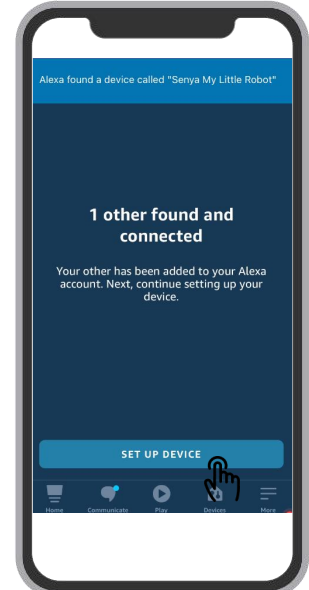 Alexa found a device called "Senya My Little Robot"
1 other found and
connected
Your other has been added to your Alexa
account. Next, continue setting up your
device.
SET UP DEVICE
Home Communicate Play Devices More